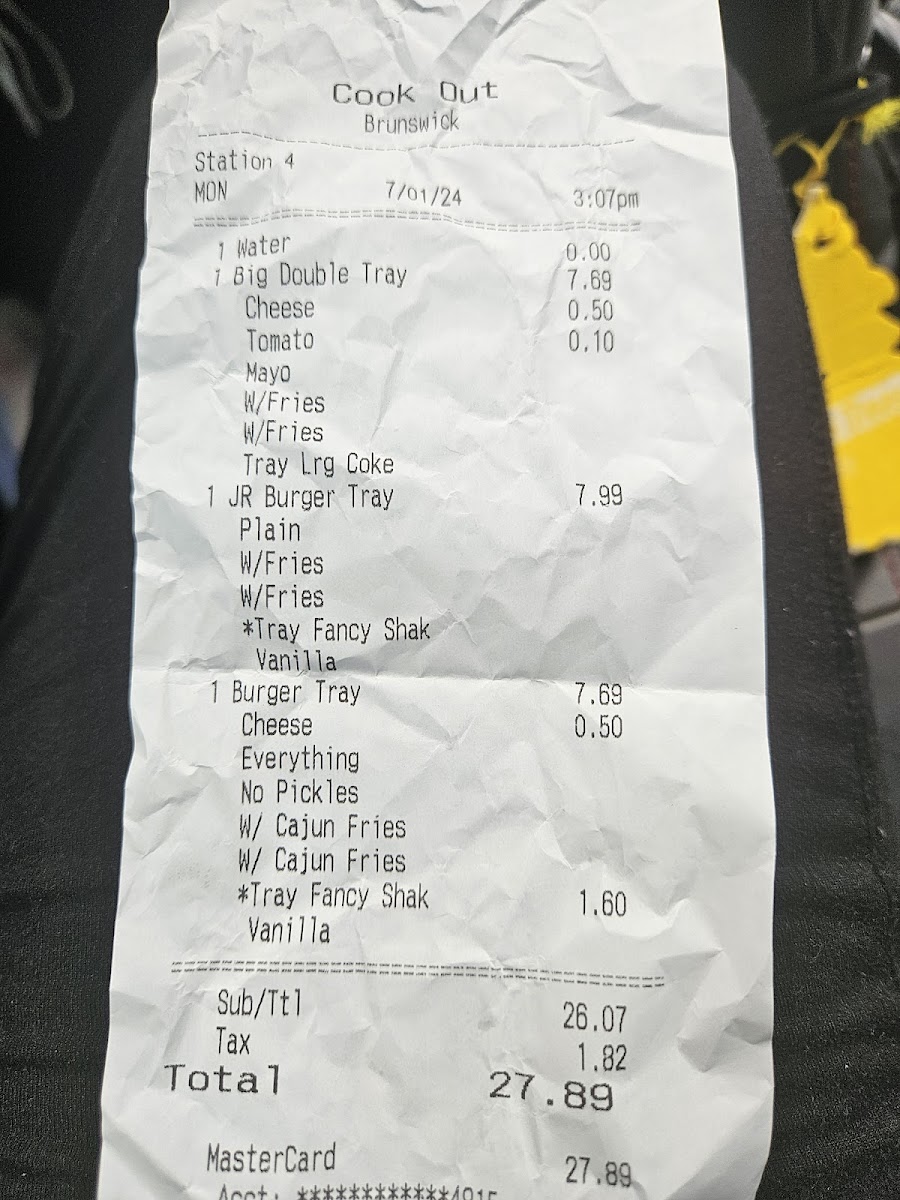 Cook Out
Brunswick
Station 4
MON 7/01/24 3:07pm
1 Water 0.00
1 Big Double Tray 7.69
Cheese 0.50
Tomato 0.10
Mayo
W/Fries
W/Fries
Tray Lrg Coke
1 JR Burger Tray 7.99
Plain
W/Fries
W/Fries
*Tray Fancy Shak
Vanilla
1 Burger Tray 7.69
Cheese 0.50
Everything
No Pickles
W/ Cajun Fries
W/ Cajun Fries
*Tray Fancy Shak 1.60
Vanilla
Sub/Ttl 26.07
Tax 1.82
Total 27.89
MasterCard 27.89
Acct: ************4915